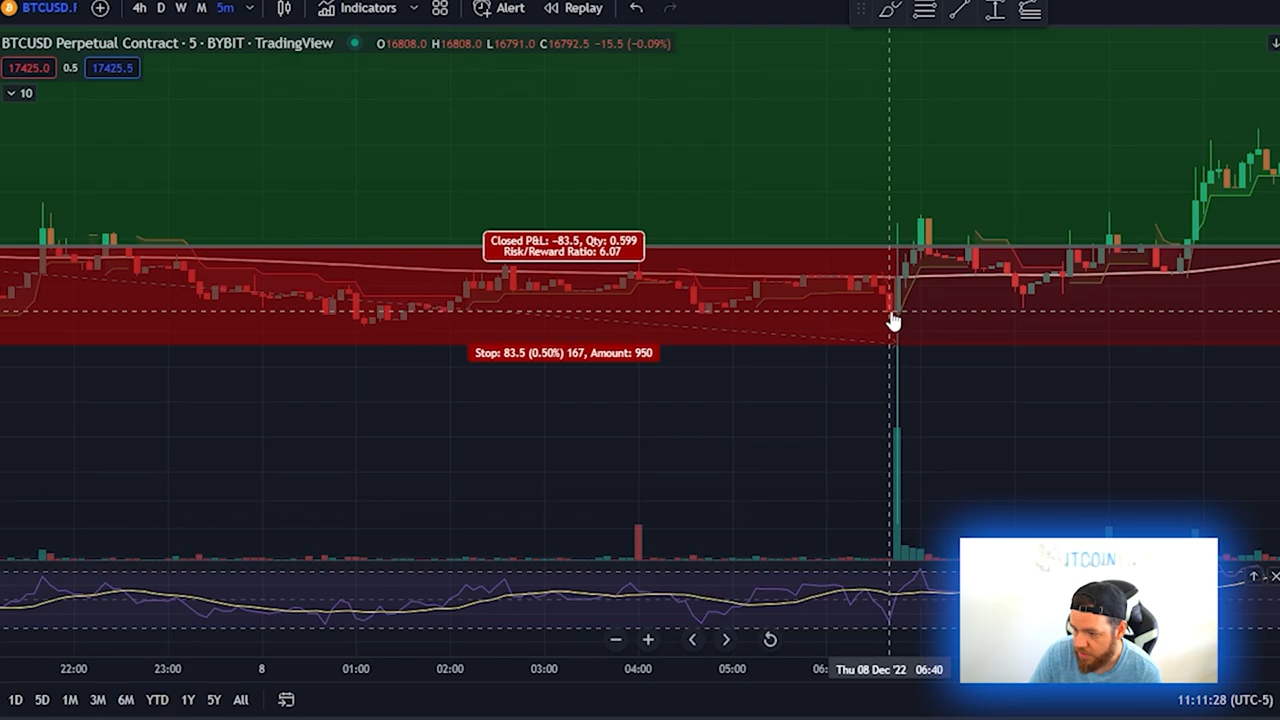 BTCUSD.F 4h D W M 5m Indicators Alert Replay
BTCUSD Perpetual Contract · 5 · BYBIT · TradingView O16808.0 H16808.0 L16791.0 C16792.5 −15.5 (−0.09%)
17425.0 0.5 17425.5
10
Closed P&L: −83.5, Qty: 0.599
Risk/Reward Ratio: 6.07
Stop: 83.5 (0.50%) 167, Amount: 950
ITCOIN
22:00 23:00 8 01:00 02:00 03:00 04:00 05:00 06: Thu 08 Dec '22 06:40
1D 5D 1M 3M 6M YTD 1Y 5Y All 11:11:28 (UTC-5)